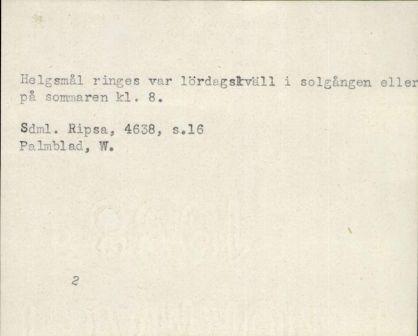 Helgsmål ringes var lördagskväll i solgången eller
på sommaren kl. 8.
Sdml. Ripsa, 4638, s.16
Palmblad, W.
2